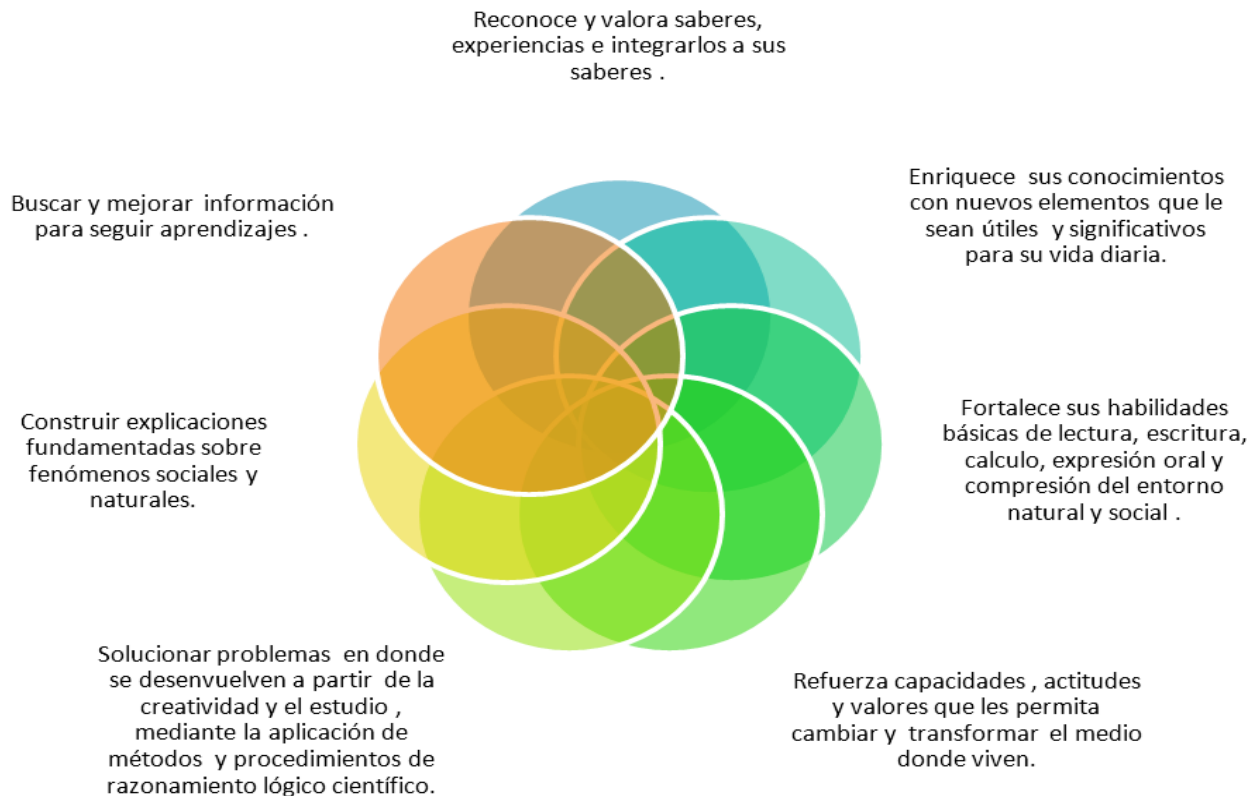 Reconoce y valora saberes,
experiencias e integrarlos a sus
saberes .
Enriquece sus conocimientos
con nuevos elementos que le
sean útiles y significativos
para su vida diaria.
Fortalece sus habilidades
básicas de lectura, escritura,
calculo, expresión oral y
compresión del entorno
natural y social .
Refuerza capacidades , actitudes
y valores que les permita
cambiar y transformar el medio
donde viven.
Solucionar problemas en donde
se desenvuelven a partir de la
creatividad y el estudio ,
mediante la aplicación de
métodos y procedimientos de
razonamiento lógico científico.
Construir explicaciones
fundamentadas sobre
fenómenos sociales y
naturales.
Buscar y mejorar información
para seguir aprendizajes .